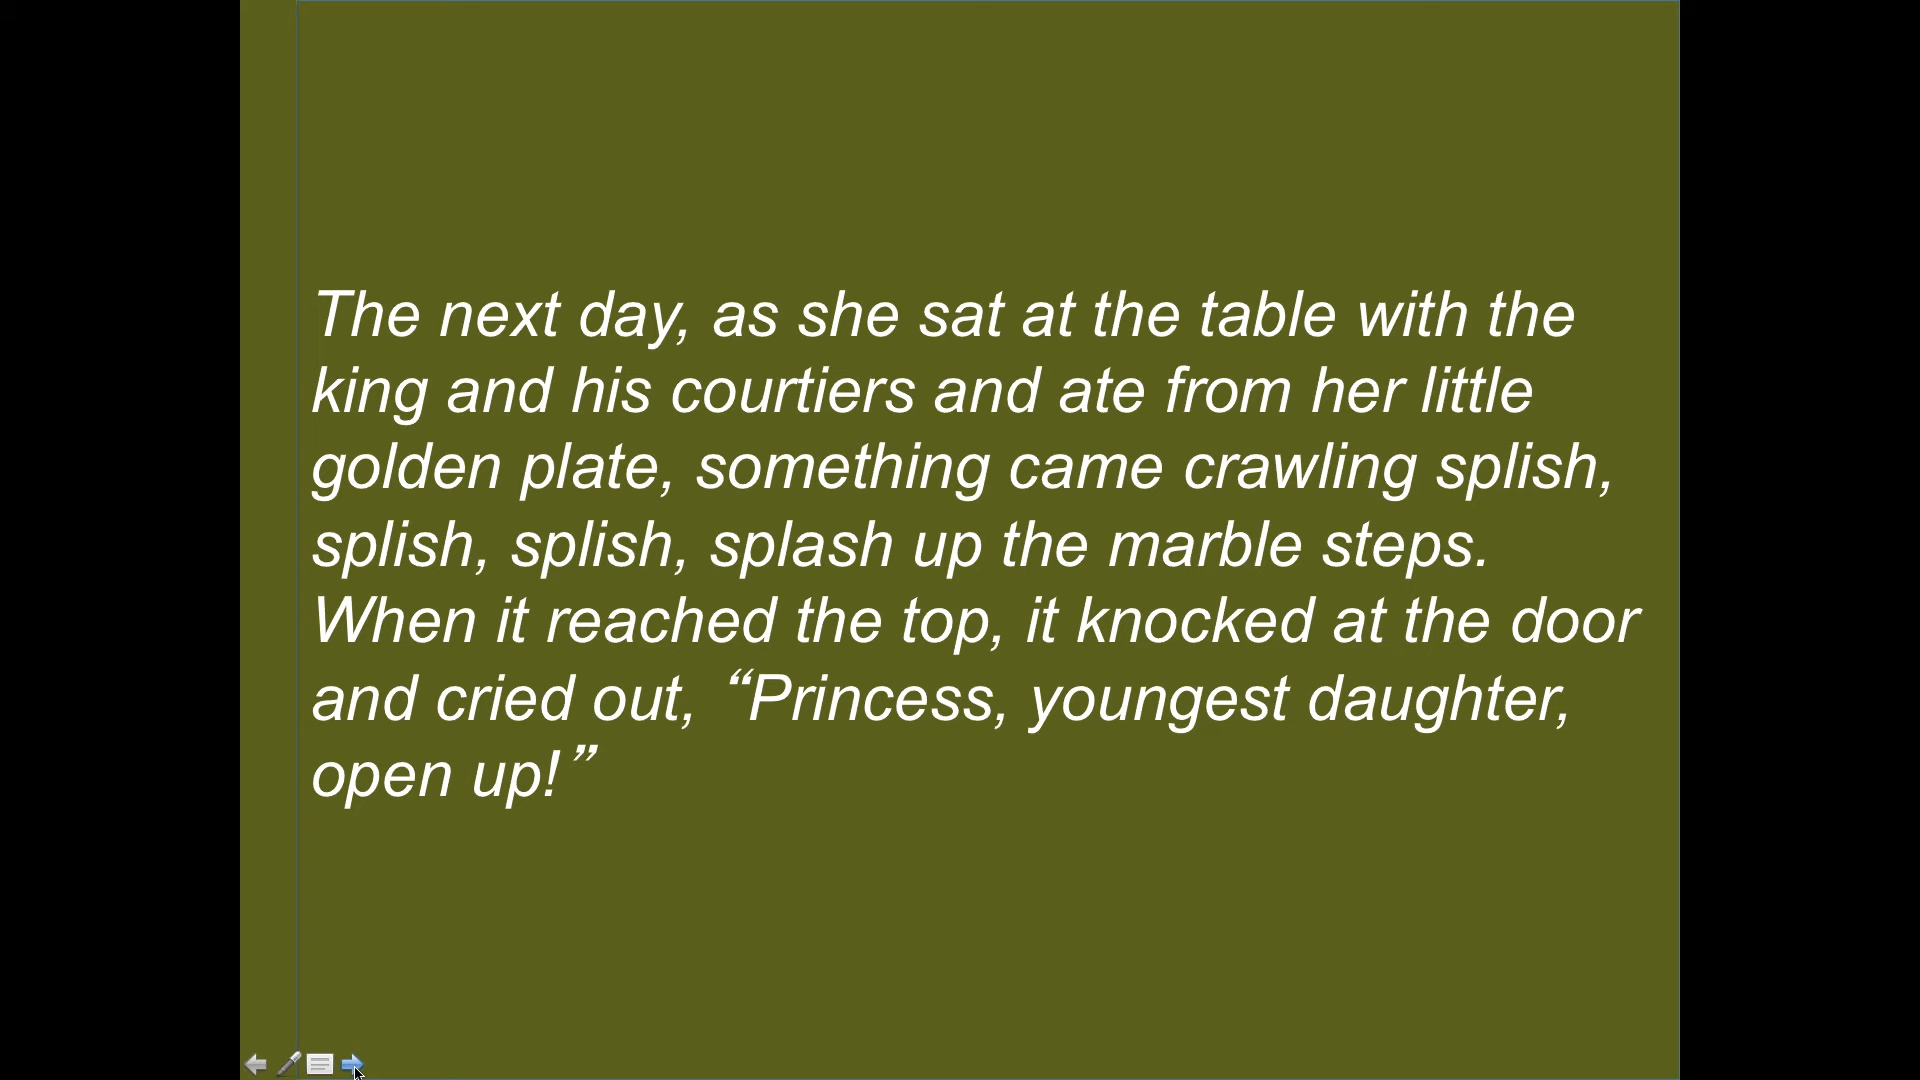 The next day, as she sat at the table with the
king and his courtiers and ate from her little
golden plate, something came crawling splish,
splish, splish, splash up the marble steps.
When it reached the top, it knocked at the door
and cried out, “Princess, youngest daughter,
open up!”